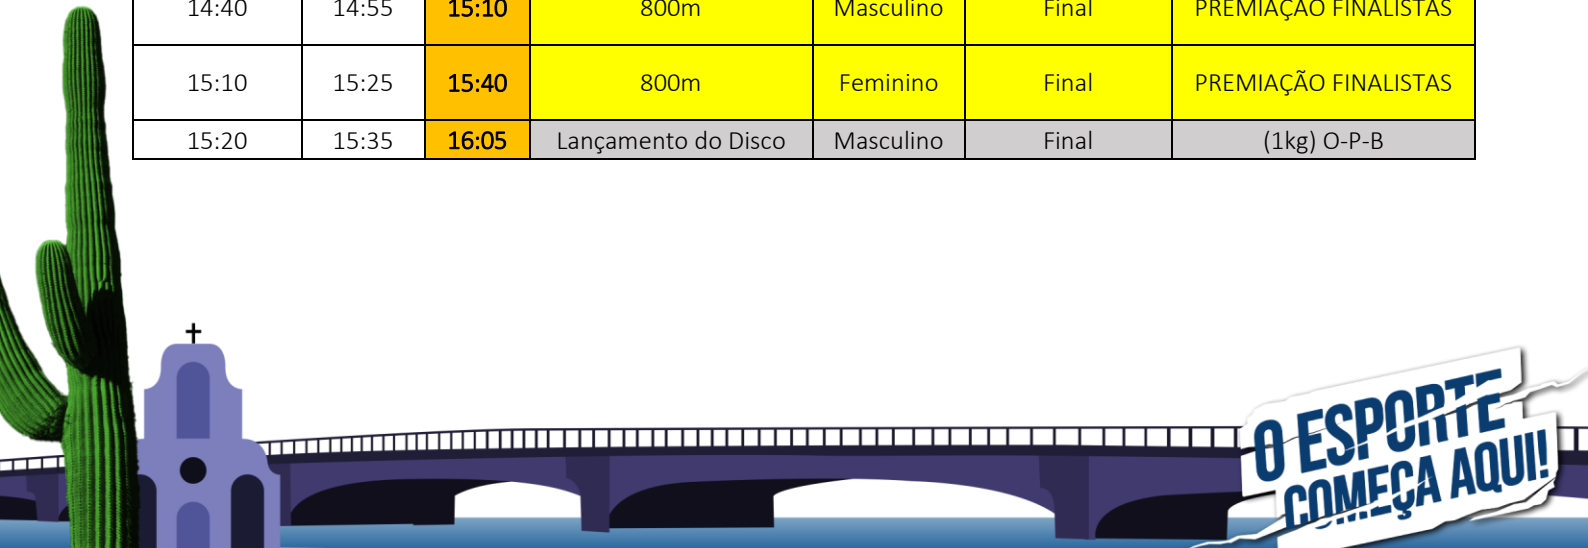 14:40 14:55 15:10 800m Masculino Final PREMIAÇÃO FINALISTAS
15:10 15:25 15:40 800m Feminino Final PREMIAÇÃO FINALISTAS
15:20 15:35 16:05 Lançamento do Disco Masculino Final (1kg) O-P-B
O ESPORTE
COMEÇA AQUI!